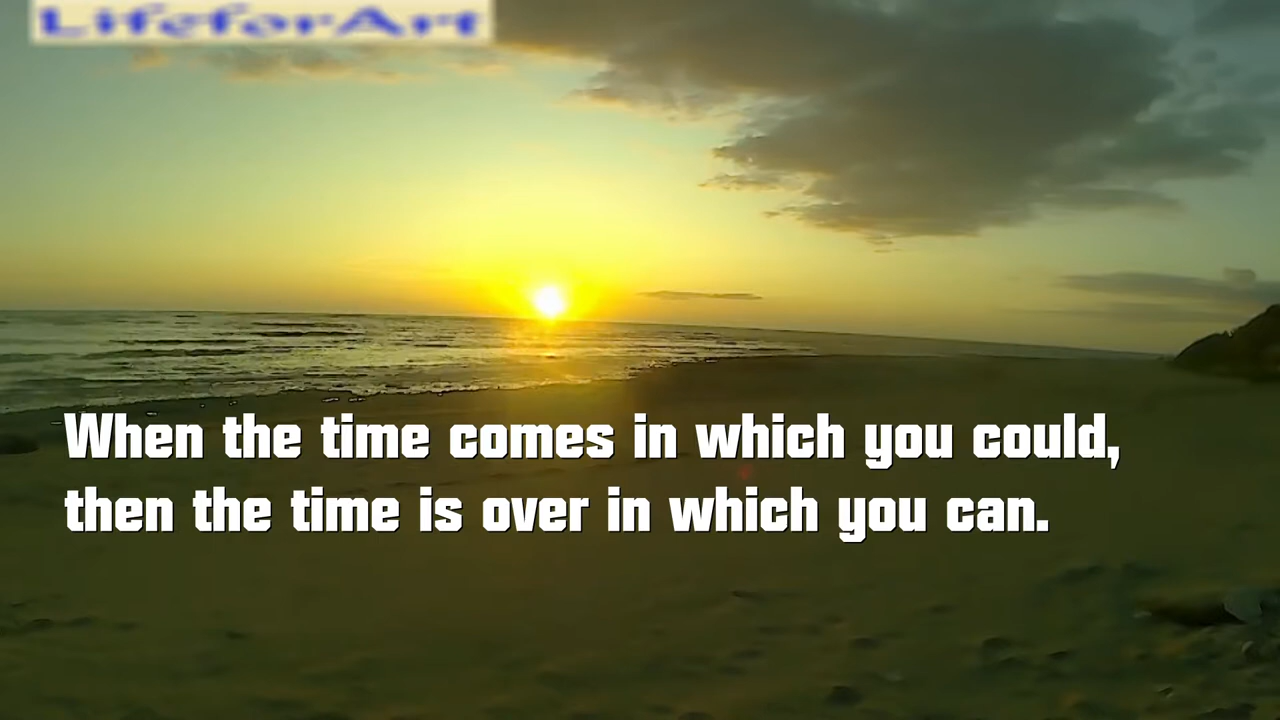 LifeforArt
When the time comes in which you could,
then the time is over in which you can.